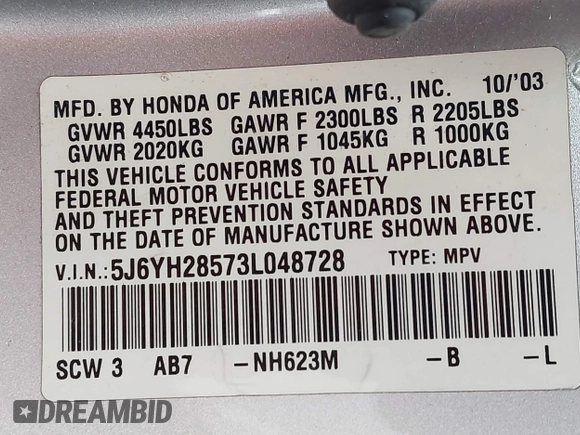 MFD. BY HONDA OF AMERICA MFG., INC. 10/'03
GVWR 4450LBS GAWR F 2300LBS R 2205LBS
GVWR 2020KG GAWR F 1045KG R 1000KG
THIS VEHICLE CONFORMS TO ALL APPLICABLE
FEDERAL MOTOR VEHICLE SAFETY
AND THEFT PREVENTION STANDARDS IN EFFECT
ON THE DATE OF MANUFACTURE SHOWN ABOVE.
V.I.N.:5J6YH28573L048728 TYPE: MPV
SCW 3 AB7 –NH623M –B –L
DREAMBID